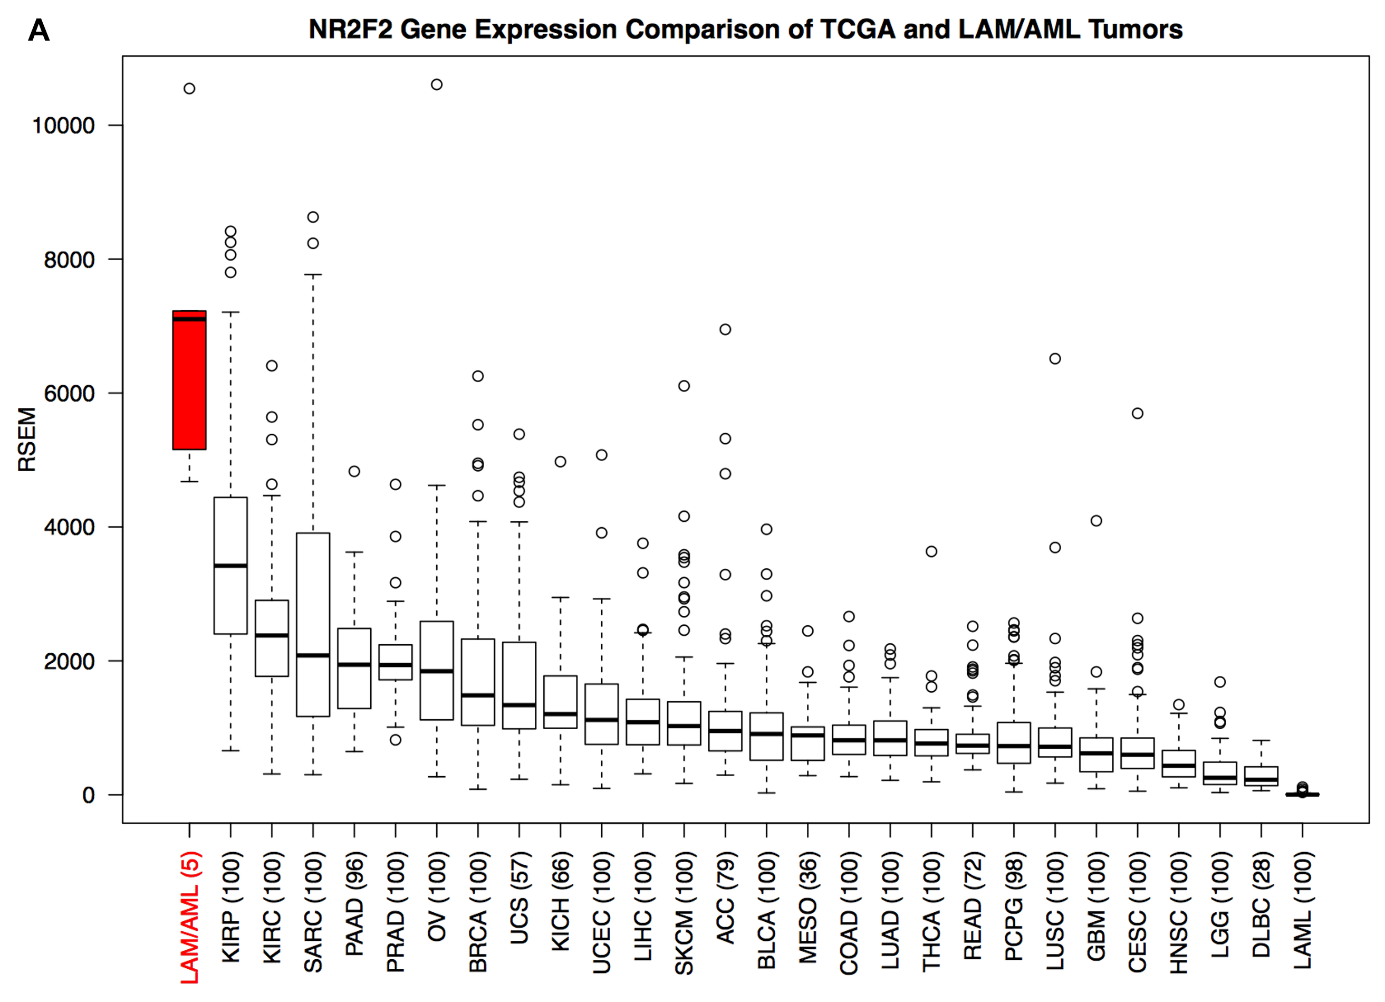 A
NR2F2 Gene Expression Comparison of TCGA and LAM/AML Tumors
RSEM
10000
8000
6000
4000
2000
0
LAM/AML (5)
KIRP (100)
KIRC (100)
SARC (100)
PAAD (96)
PRAD (100)
OV (100)
BRCA (100)
UCS (57)
KICH (66)
UCEC (100)
LIHC (100)
SKCM (100)
ACC (79)
BLCA (100)
MESO (36)
COAD (100)
LUAD (100)
THCA (100)
READ (72)
PCPG (98)
LUSC (100)
GBM (100)
CESC (100)
HNSC (100)
LGG (100)
DLBC (28)
LAML (100)